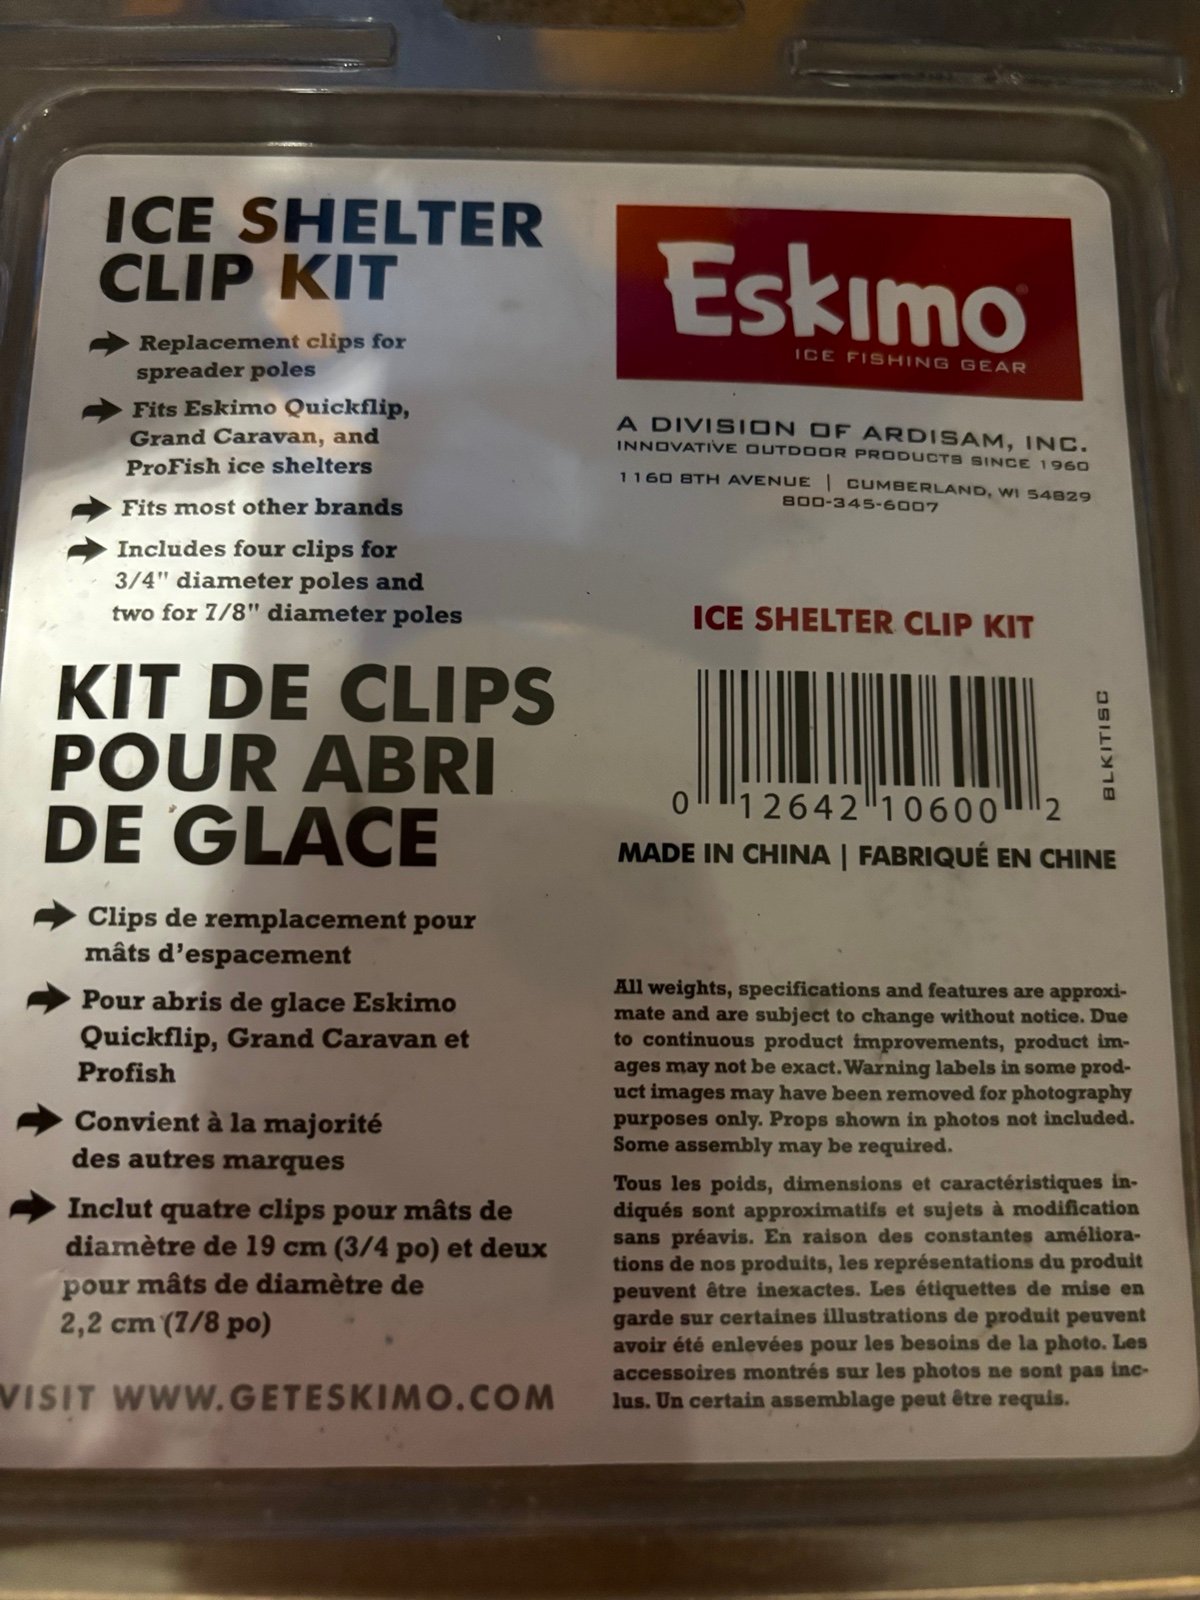 ICE SHELTER
CLIP KIT
Replacement clips for
spreader poles
Fits Eskimo Quickflip,
Grand Caravan, and
ProFish ice shelters
Fits most other brands
Includes four clips for
3/4" diameter poles and
two for 7/8" diameter poles
KIT DE CLIPS
POUR ABRI
DE GLACE
Clips de remplacement pour
mâts d'espacement
Pour abris de glace Eskimo
Quickflip, Grand Caravan et
Profish
Convient à la majorité
des autres marques
Inclut quatre clips pour mâts de
diamètre de 19 cm (3/4 po) et deux
pour mâts de diamètre de
2,2 cm (7/8 po)
VISIT WWW.GETESKIMO.COM
Eskimo®
ICE FISHING GEAR
A DIVISION OF ARDISAM, INC.
INNOVATIVE OUTDOOR PRODUCTS SINCE 1960
1160 8TH AVENUE | CUMBERLAND, WI 54829
800-345-6007
ICE SHELTER CLIP KIT
0 12642 10600 2
BLKITISC
MADE IN CHINA | FABRIQUÉ EN CHINE
All weights, specifications and features are approxi-
mate and are subject to change without notice. Due
to continuous product improvements, product im-
ages may not be exact. Warning labels in some prod-
uct images may have been removed for photography
purposes only. Props shown in photos not included.
Some assembly may be required.
Tous les poids, dimensions et caractéristiques in-
diqués sont approximatifs et sujets à modification
sans préavis. En raison des constantes améliora-
tions de nos produits, les représentations du produit
peuvent être inexactes. Les étiquettes de mise en
garde sur certaines illustrations de produit peuvent
avoir été enlevées pour les besoins de la photo. Les
accessoires montrés sur les photos ne sont pas inc-
lus. Un certain assemblage peut être requis.